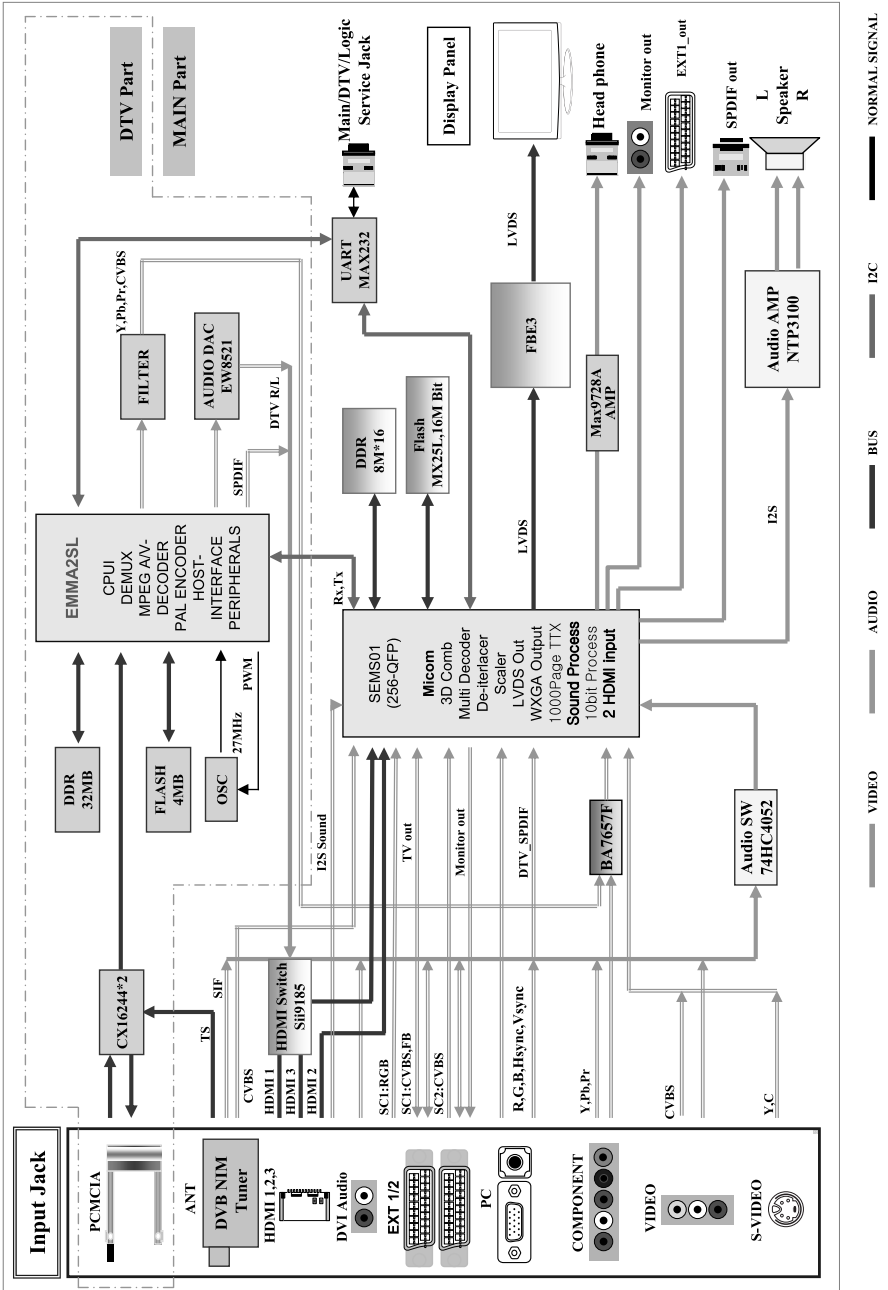 Input Jack
PCMCIA
ANT
DVB NIM
Tuner
HDMI 1,2,3
DVI Audio
EXT 1/2
PC
COMPONENT
VIDEO
S-VIDEO
DTV Part
MAIN Part
CX16244*2
TS
SIF
CVBS
HDMI 1
HDMI 3
HDMI 2
HDMI Switch
Sii9185
SC1:RGB
SC1:CVBS,FB
SC2:CVBS
R,G,B,Hsync,Vsync
Y,Pb,Pr
CVBS
Y,C
DDR
32MB
FLASH
4MB
OSC
27MHz
PWM
I2S Sound
TV out
Monitor out
DTV_SPDIF
BA7657F
Audio SW
74HC4052
EMMA2SL
CPUI
DEMUX
MPEG A/V-
DECODER
PAL ENCODER
HOST-
INTERFACE
PERIPHERALS
SEMS01
(256-QFP)
Micom
3D Comb
Multi Decoder
De-iterlacer
Scaler
LVDS Out
WXGA Output
1000Page TTX
Sound Process
10bit Process
2 HDMI input
Rx,Tx
Y,Pb,Pr,CVBS
FILTER
AUDIO DAC
EW8521
DTV R/L
SPDIF
DDR
8M*16
Flash
MX25L,16M Bit
UART
MAX232
Main/DTV/Logic
Service Jack
LVDS
FBE3
LVDS
Display Panel
Max9728A
AMP
Head phone
Monitor out
EXT1_out
SPDIF out
I2S
Audio AMP
NTP3100
L
Speaker
R
VIDEO
AUDIO
BUS
I2C
NORMAL SIGNAL